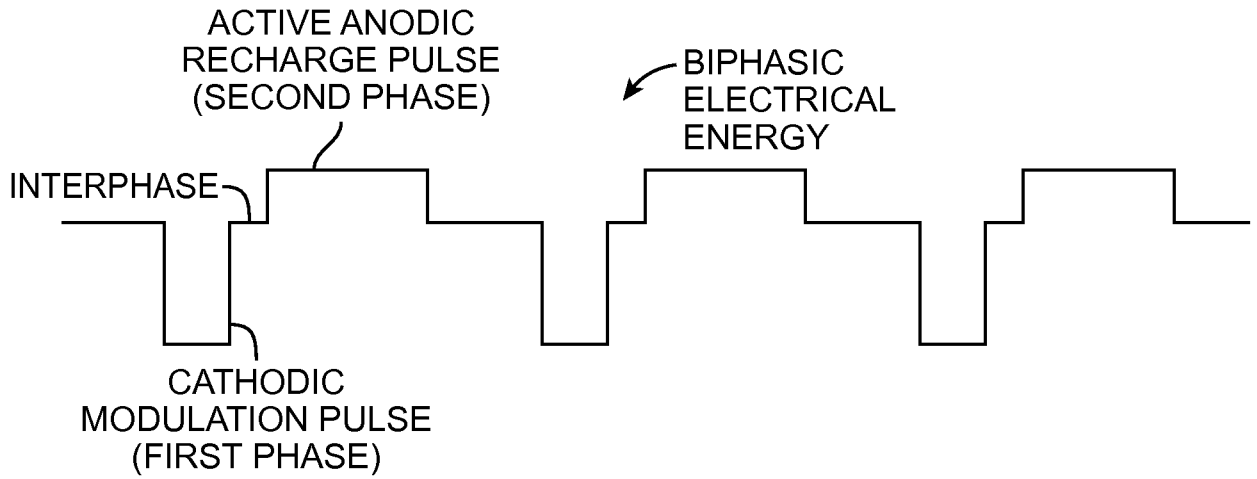 ACTIVE ANODIC
RECHARGE PULSE
(SECOND PHASE)
BIPHASIC
ELECTRICAL
ENERGY
INTERPHASE
CATHODIC
MODULATION PULSE
(FIRST PHASE)